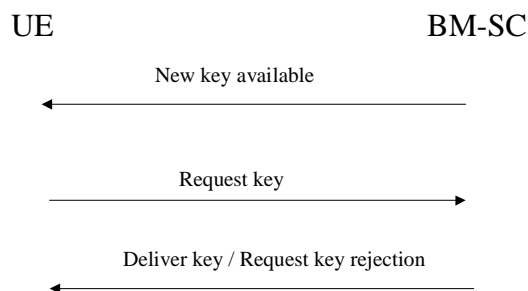 UE BM-SC
New key available
Request key
Deliver key / Request key rejection